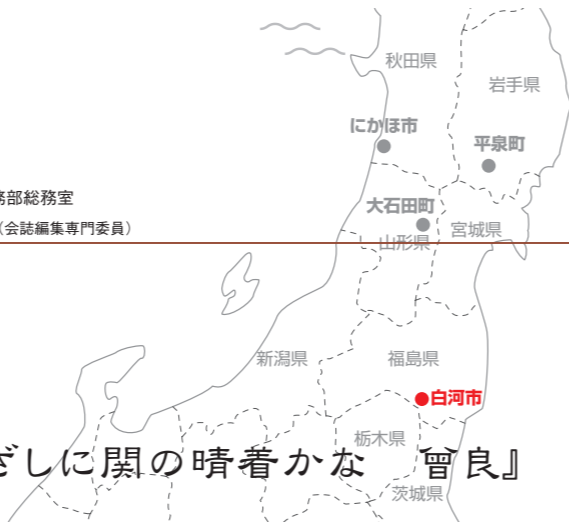 秋田県
岩手県
にかほ市
平泉町
務部総務室
大石田町
（会誌編集専門委員）
宮城県
山形県
新潟県
福島県
白河市
栃木県
ざしに関の晴着かな　曾良』
茨城県